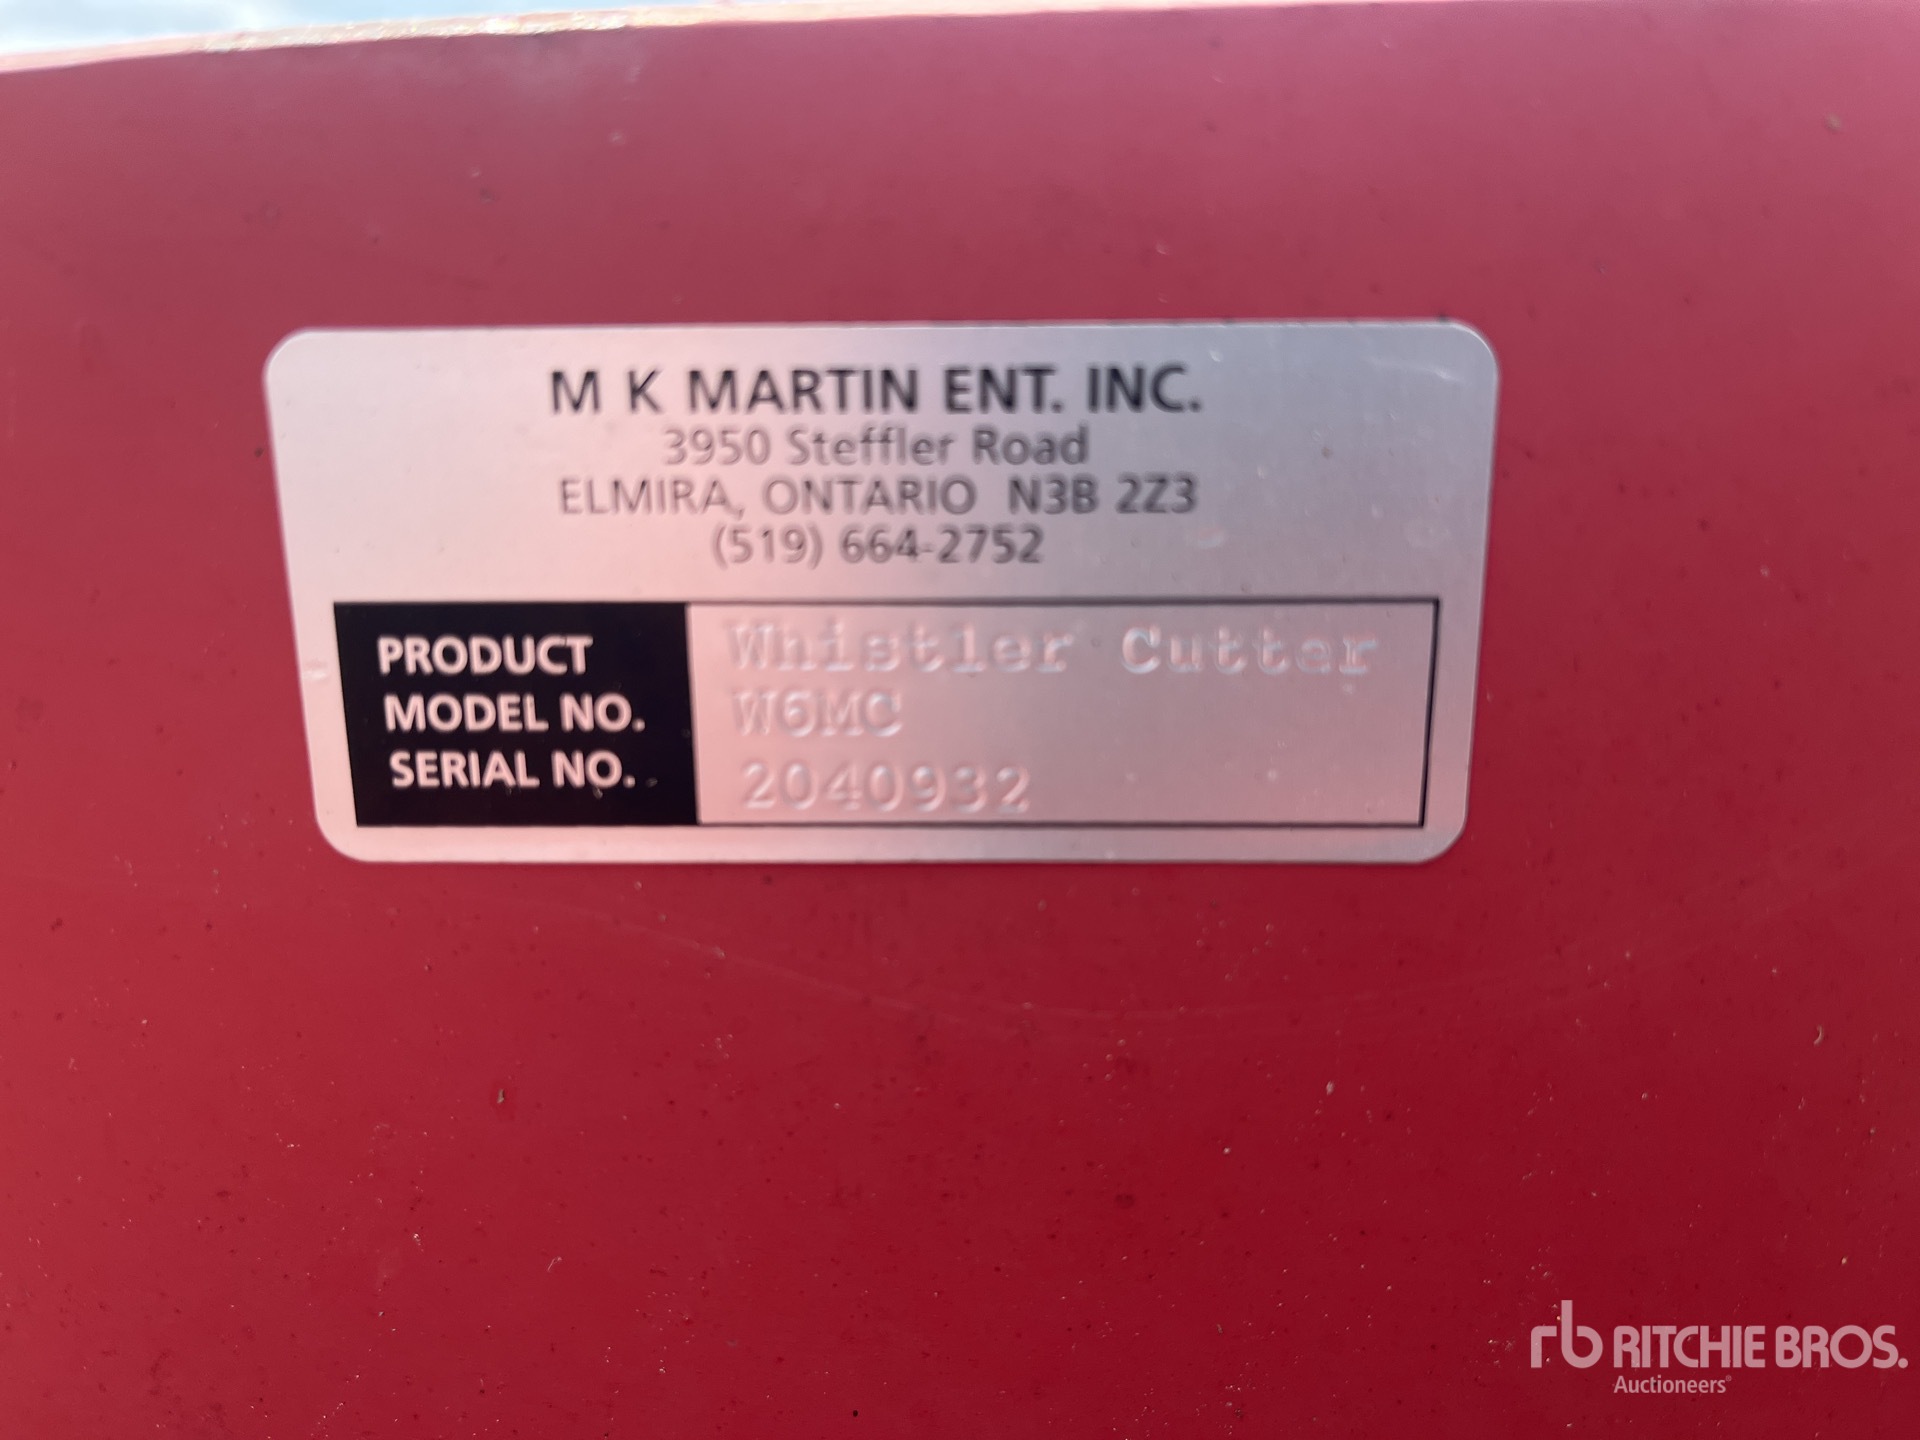 M K MARTIN ENT. INC.
3950 Steffler Road
ELMIRA, ONTARIO N3B 2Z3
(519) 664-2752
PRODUCT Whistler Cutter
MODEL NO. W6MC
SERIAL NO. 2040932
rb RITCHIE BROS.
Auctioneers®